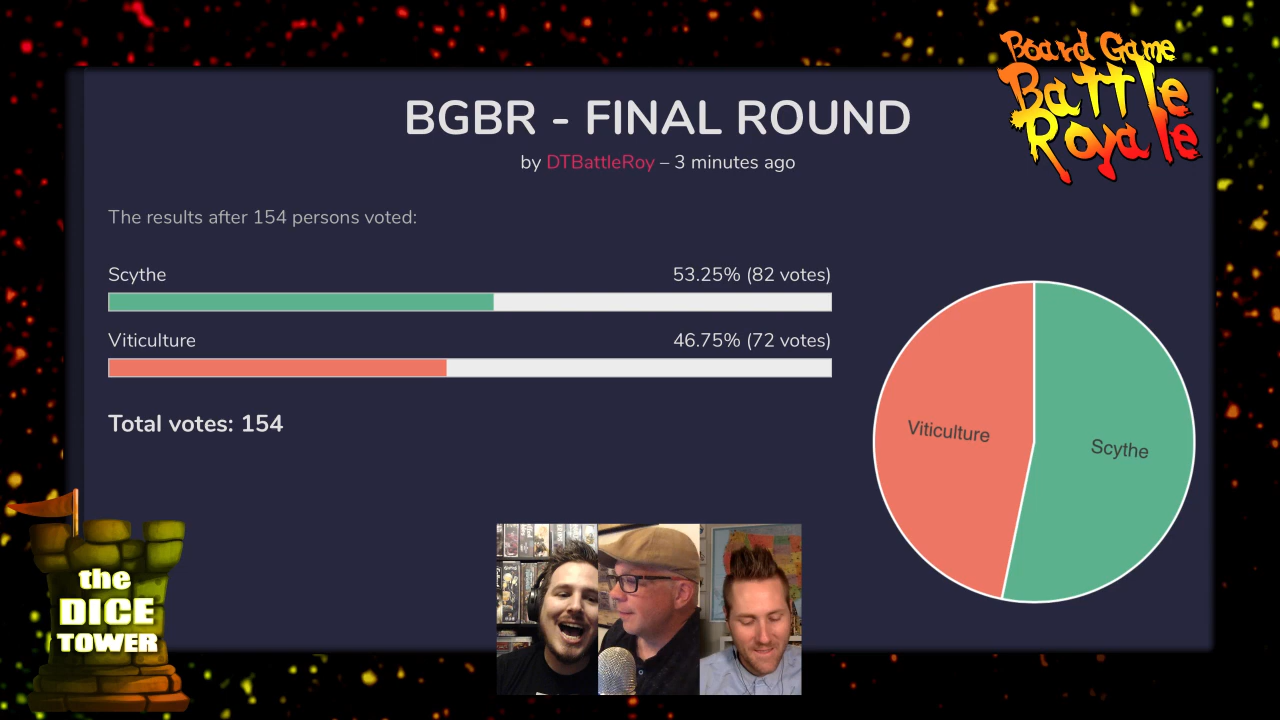 Board Game
Battle
Royale
BGBR - FINAL ROUND
by DTBattleRoy – 3 minutes ago
The results after 154 persons voted:
Scythe 53.25% (82 votes)
Viticulture 46.75% (72 votes)
Total votes: 154
Viticulture
Scythe
the
DICE
TOWER